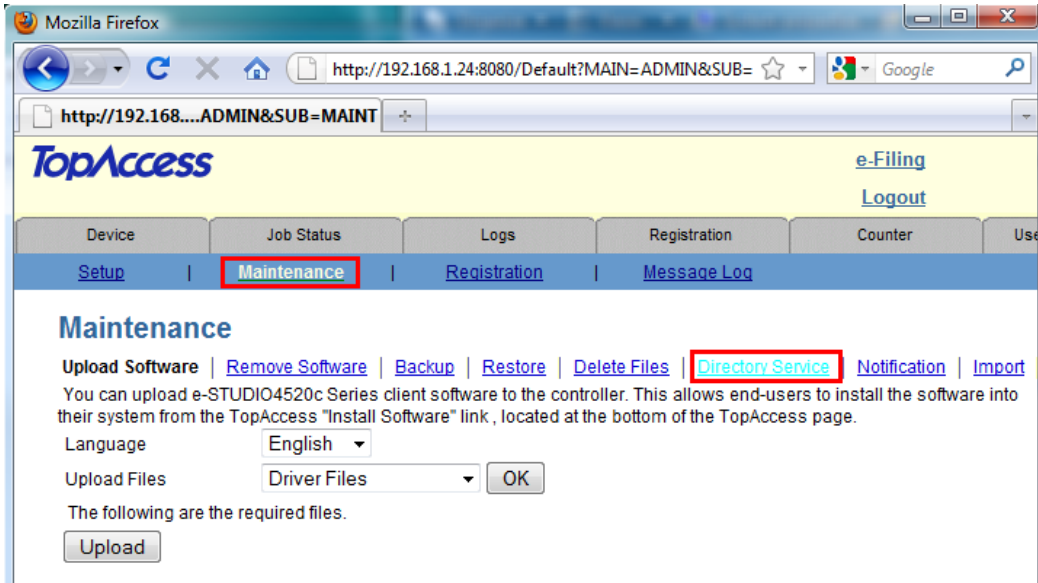 Mozilla Firefox
http://192.168.1.24:8080/Default?MAIN=ADMIN&SUB= Google
http://192.168....ADMIN&SUB=MAINT
TopAccess
e-Filing
Logout
Device Job Status Logs Registration Counter Use
Setup | Maintenance | Registration | Message Log
Maintenance
Upload Software | Remove Software | Backup | Restore | Delete Files | Directory Service | Notification | Import
You can upload e-STUDIO4520c Series client software to the controller. This allows end-users to install the software into
their system from the TopAccess "Install Software" link , located at the bottom of the TopAccess page.
Language English
Upload Files Driver Files OK
The following are the required files.
Upload